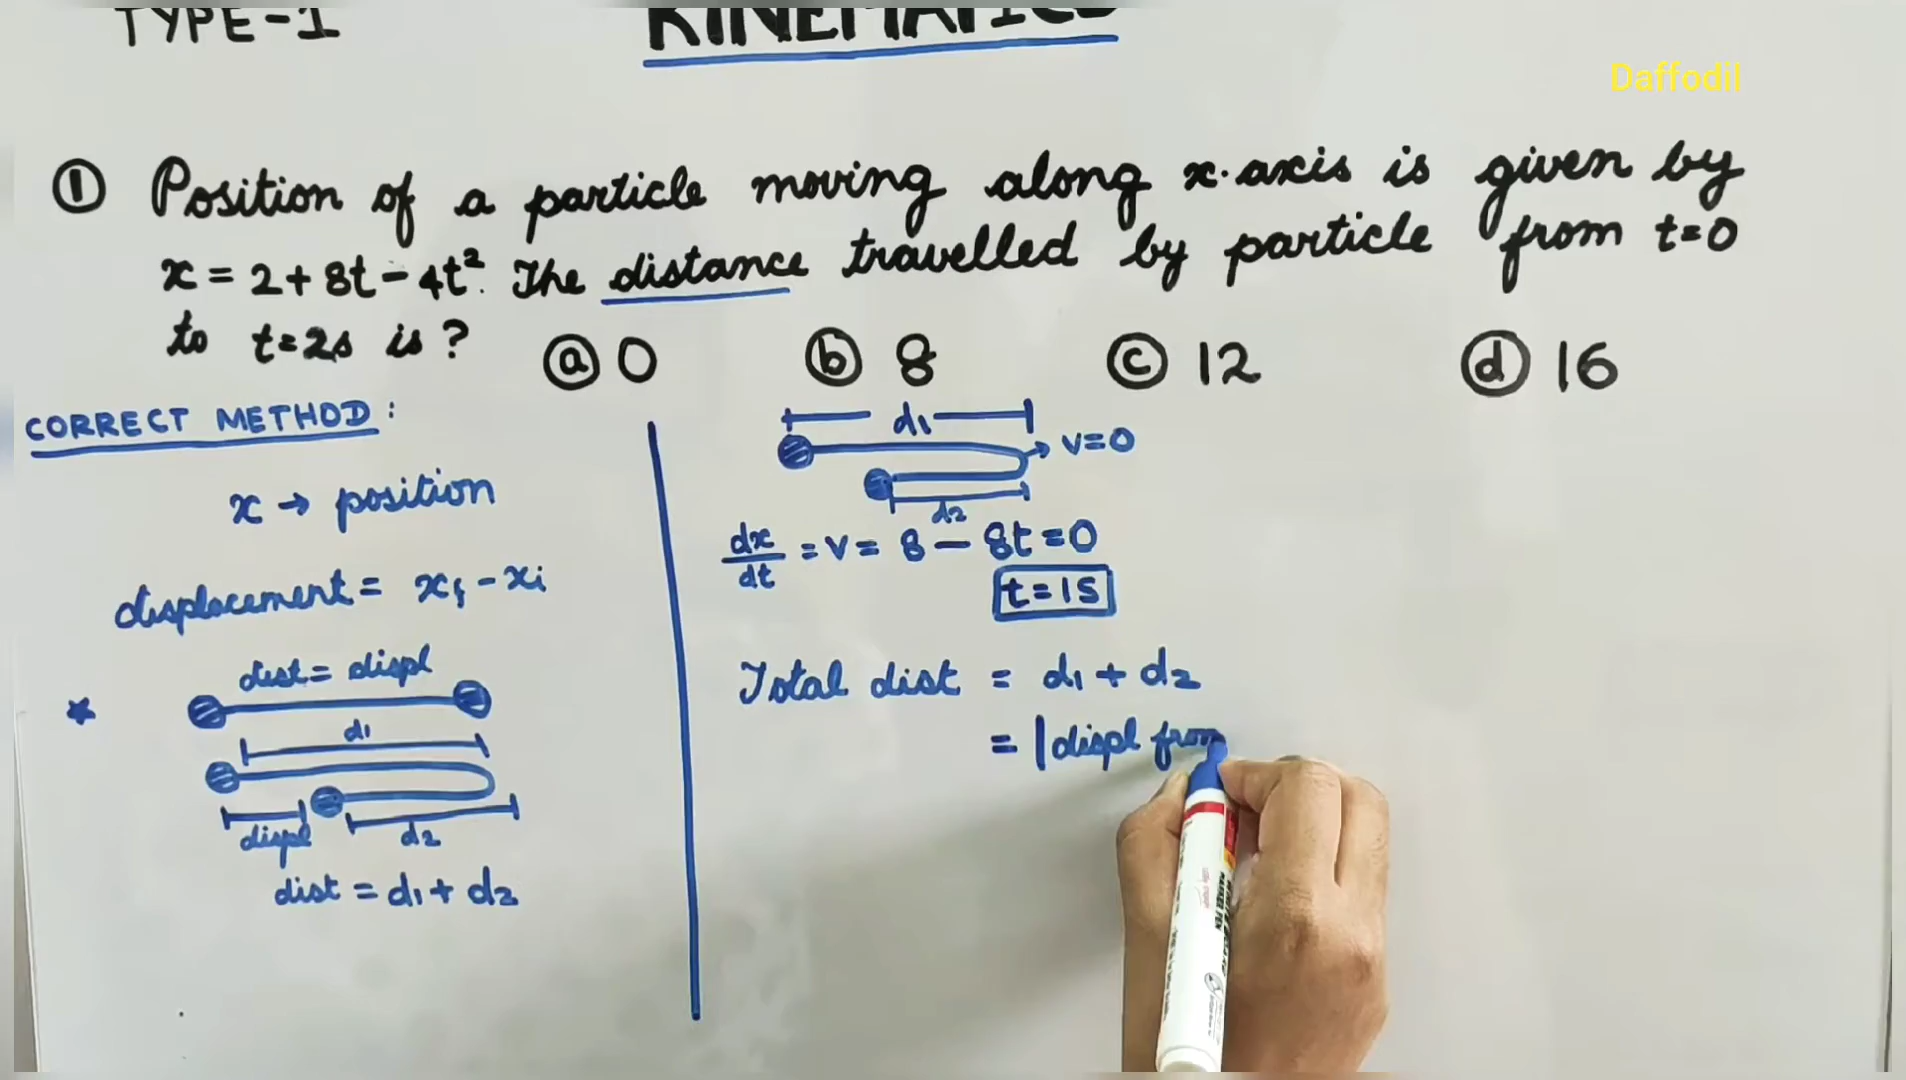 TYPE-1
KINEMATICS
Daffodil
① Position of a particle moving along x-axis is given by
x = 2 + 8t - 4t². The distance travelled by particle from t=0
to t=2s is?
ⓐ 0 ⓑ 8 ⓒ 12 ⓓ 16
CORRECT METHOD:
x → position
displacement = xf - xi
dist = displ
d1
displ
d2
dist = d1 + d2
d1
v=0
d2
dx/dt = v = 8 - 8t = 0
t=1s
Total dist = d1 + d2
= |displ from